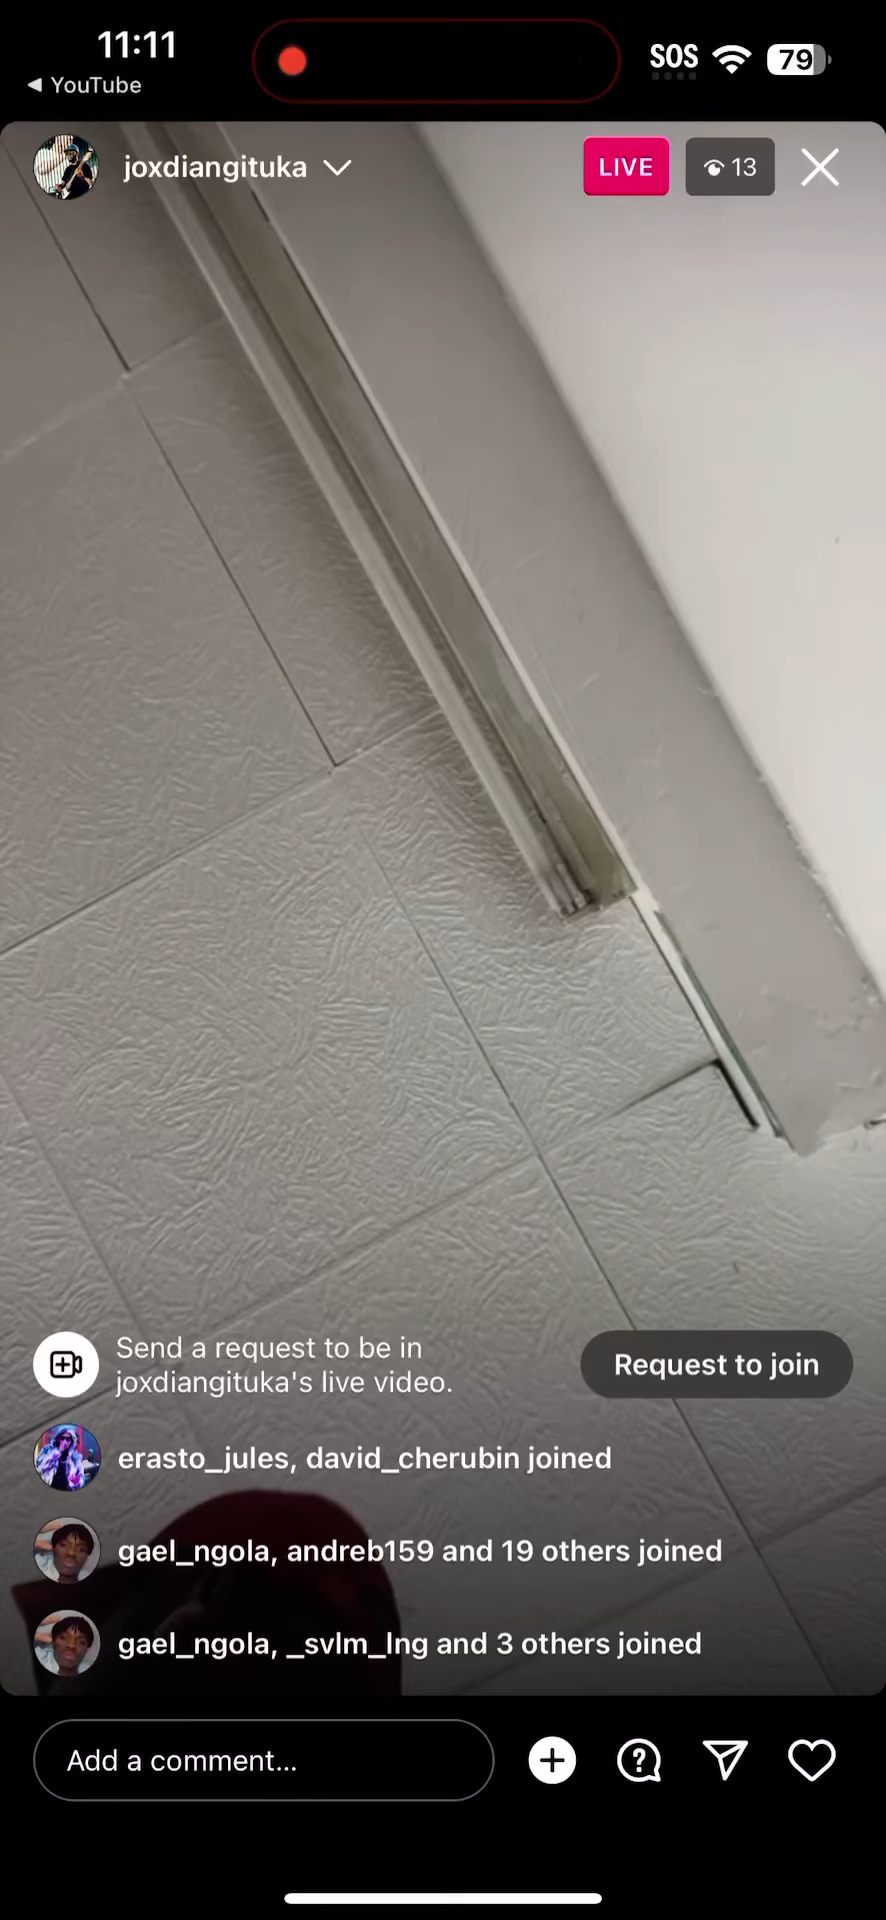 11:11
SOS
79
◀ YouTube
joxdiangituka
LIVE
13
Send a request to be in
joxdiangituka's live video.
Request to join
erasto_jules, david_cherubin joined
gael_ngola, andreb159 and 19 others joined
gael_ngola, _svlm_lng and 3 others joined
Add a comment...